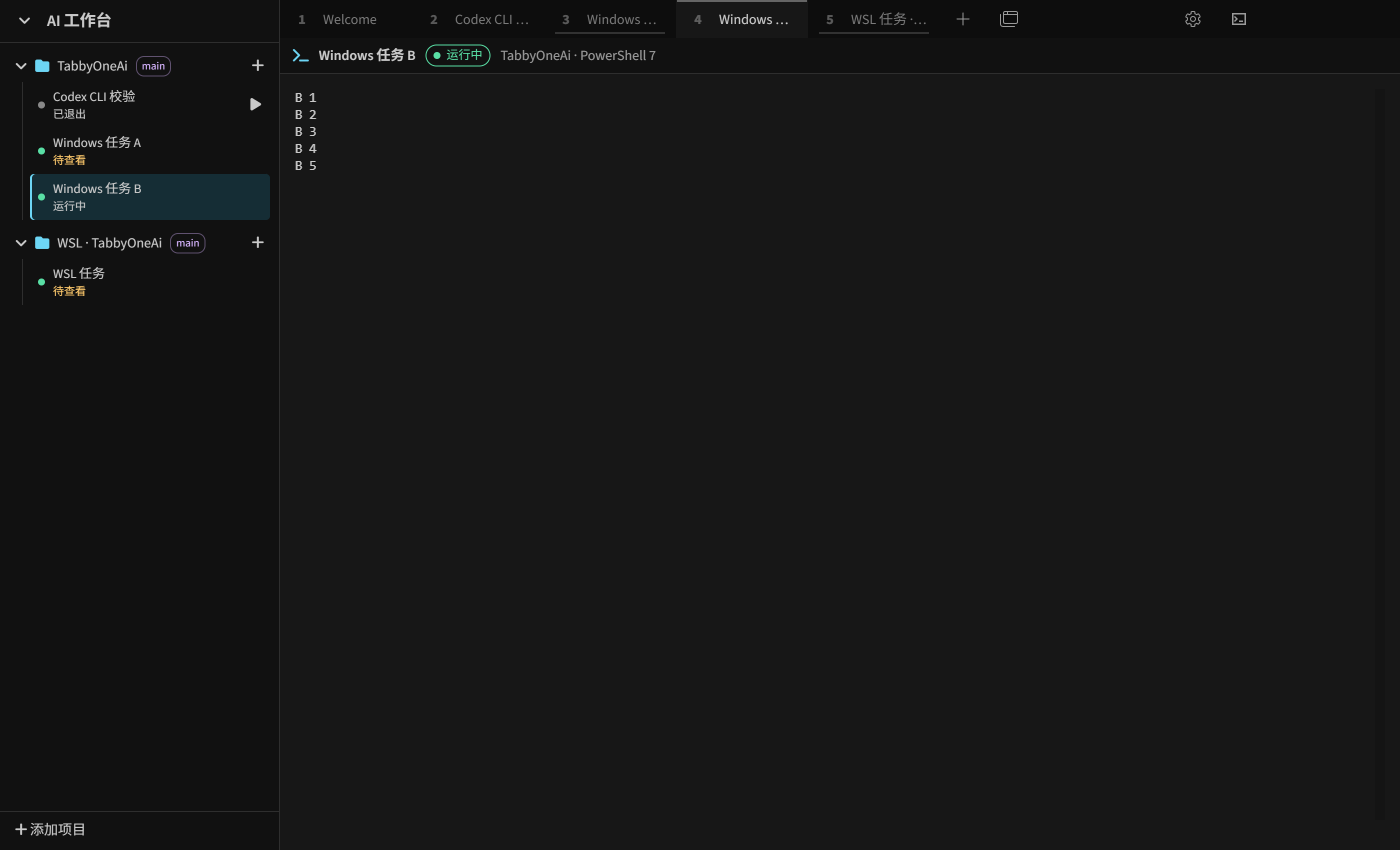 AI 工作台
TabbyOneAi main
Codex CLI 校验
已退出
Windows 任务 A
待查看
Windows 任务 B
运行中
WSL · TabbyOneAi main
WSL 任务
待查看
添加项目
1 Welcome 2 Codex CLI ... 3 Windows ... 4 Windows ... 5 WSL 任务 ·...
Windows 任务 B 运行中 TabbyOneAi · PowerShell 7
B 1
B 2
B 3
B 4
B 5